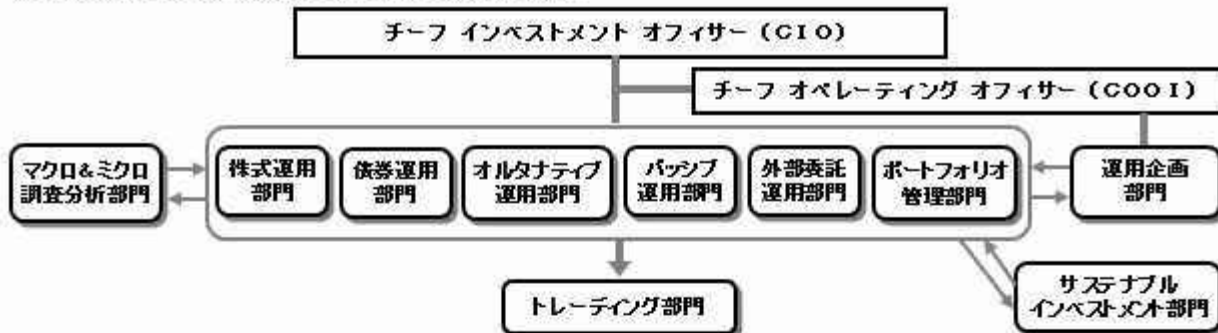 チーフ インベストメント オフィサー (CIO)
チーフ オペレーティング オフィサー (COOI)
マクロ&ミクロ
調査分析部門
株式運用
部門
債券運用
部門
オルタナティブ
運用部門
パッシブ
運用部門
外部委託
運用部門
ポートフォリオ
管理部門
運用企画
部門
トレーディング部門
サステナブル
インベストメント部門